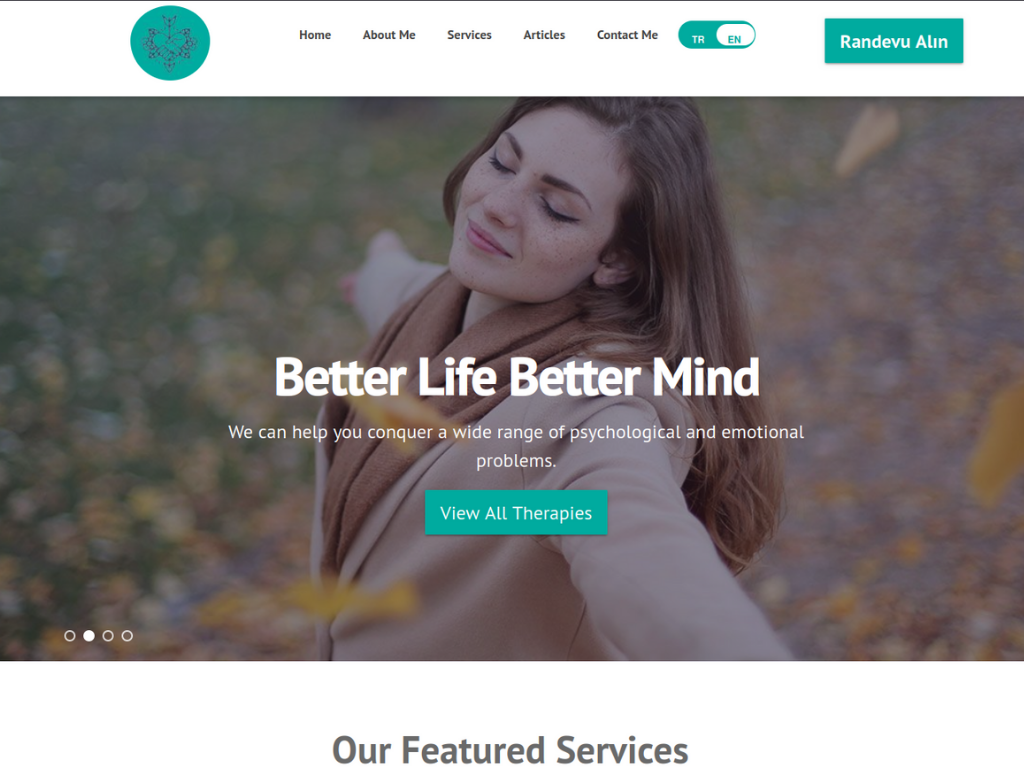 Home About Me Services Articles Contact Me TR EN Randevu Alın
Better Life Better Mind
We can help you conquer a wide range of psychological and emotional
problems.
View All Therapies
Our Featured Services